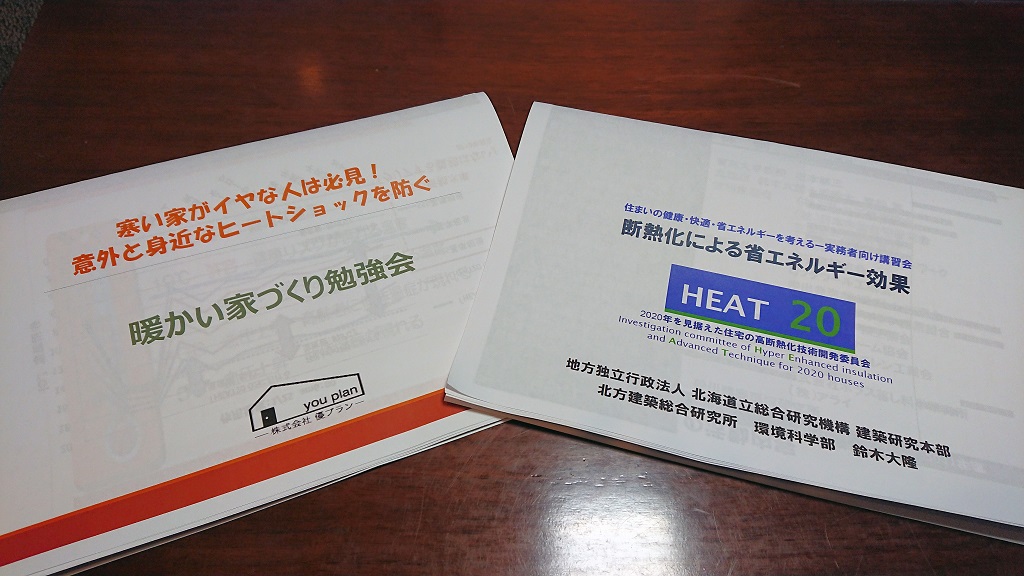 寒い家がイヤな人は必見！
意外と身近なヒートショックを防ぐ
暖かい家づくり勉強会
you plan
株式会社 優プラン
住まいの健康・快適・省エネルギーを考える－実務者向け講習会
断熱化による省エネルギー効果
HEAT 20
2020年を見据えた住宅の高断熱化技術開発委員会
Investigation committee of Hyper Enhanced insulation
and Advanced Technique for 2020 houses
地方独立行政法人 北海道立総合研究機構 建築研究本部
北方建築総合研究所 環境科学部 鈴木大隆